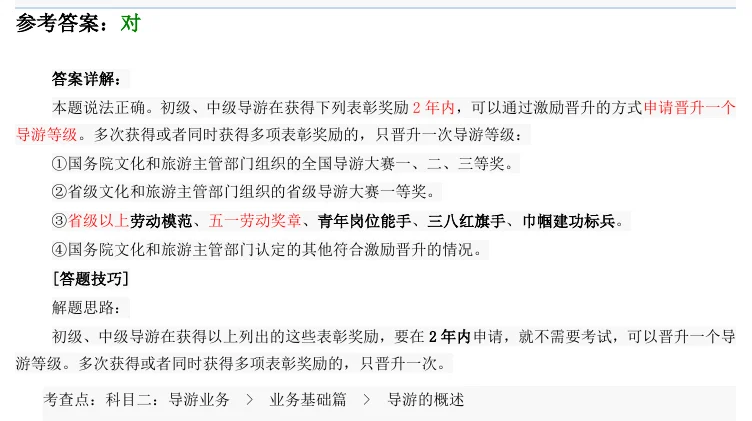 参考答案：对
答案详解：
本题说法正确。初级、中级导游在获得下列表彰奖励 2 年内，可以通过激励晋升的方式申请晋升一个
导游等级。多次获得或者同时获得多项表彰奖励的，只晋升一次导游等级：
①国务院文化和旅游主管部门组织的全国导游大赛一、二、三等奖。
②省级文化和旅游主管部门组织的省级导游大赛一等奖。
③省级以上劳动模范、五一劳动奖章、青年岗位能手、三八红旗手、巾帼建功标兵。
④国务院文化和旅游主管部门认定的其他符合激励晋升的情况。
[答题技巧]
解题思路：
初级、中级导游在获得以上列出的这些表彰奖励，要在 2 年内申请，就不需要考试，可以晋升一个导
游等级。多次获得或者同时获得多项表彰奖励的，只晋升一次。
考查点：科目二：导游业务 > 业务基础篇 > 导游的概述